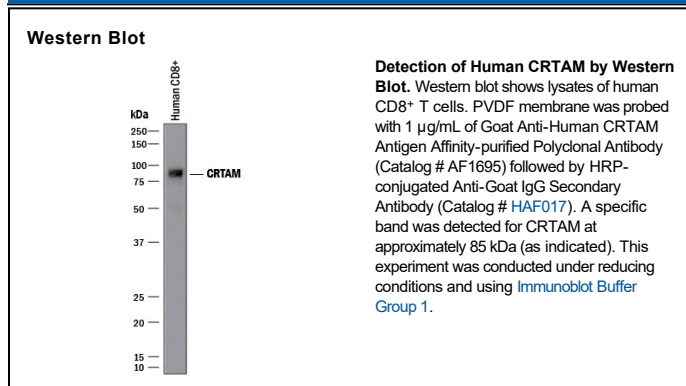 Western Blot
Human CD8+
kDa
250
150
100
75
50
37
25
20
15
10
CRTAM
Detection of Human CRTAM by Western
Blot. Western blot shows lysates of human
CD8⁺ T cells. PVDF membrane was probed
with 1 µg/mL of Goat Anti-Human CRTAM
Antigen Affinity-purified Polyclonal Antibody
(Catalog # AF1695) followed by HRP-
conjugated Anti-Goat IgG Secondary
Antibody (Catalog # HAF017). A specific
band was detected for CRTAM at
approximately 85 kDa (as indicated). This
experiment was conducted under reducing
conditions and using Immunoblot Buffer
Group 1.